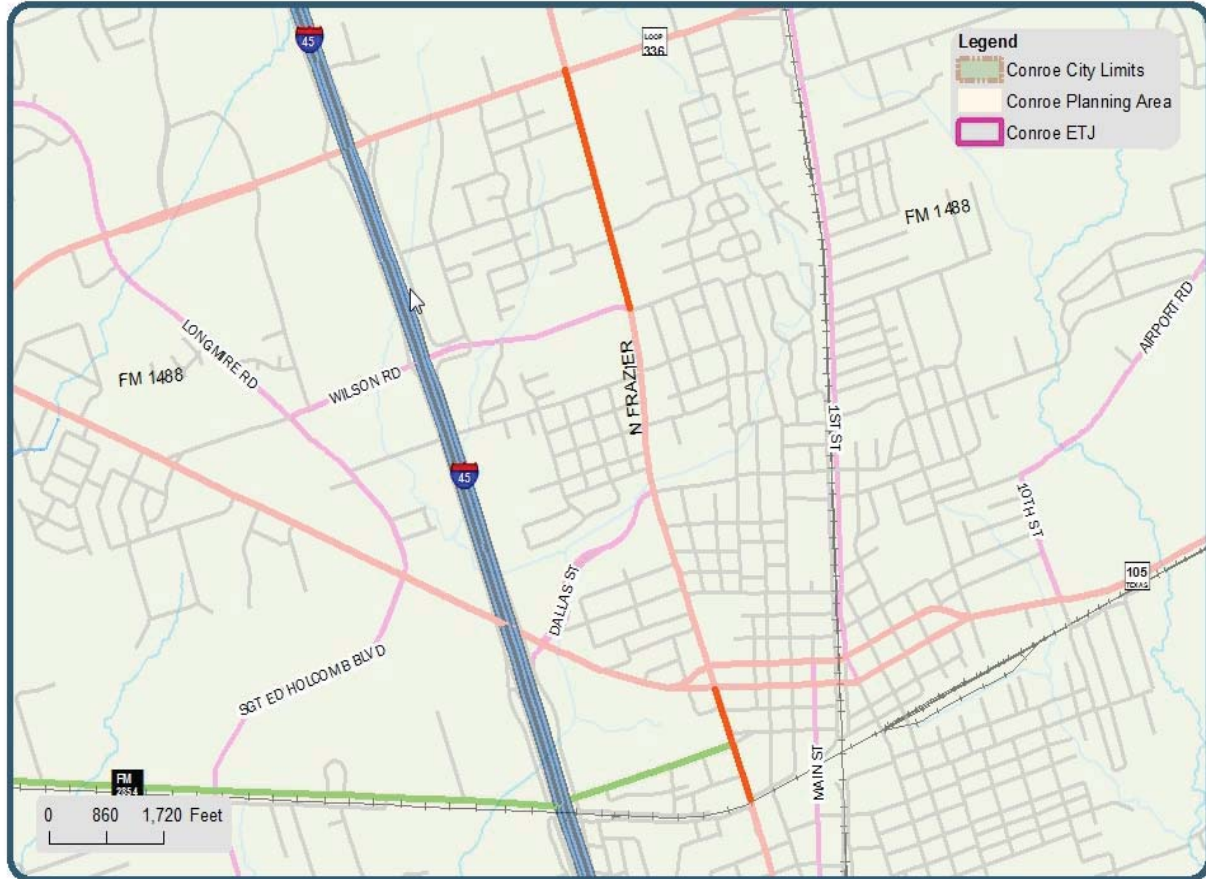 45
LOOP
336
Legend
Conroe City Limits
Conroe Planning Area
Conroe ETJ
FM 1488
AIRPORT RD
LONGMIRE RD
FM 1488
WILSON RD
N FRAZIER
1ST ST
45
10TH ST
105
TEXAS
DALLAS ST
SGT ED HOLCOMB BLVD
MAIN ST
FM
2854
0 860 1,720 Feet